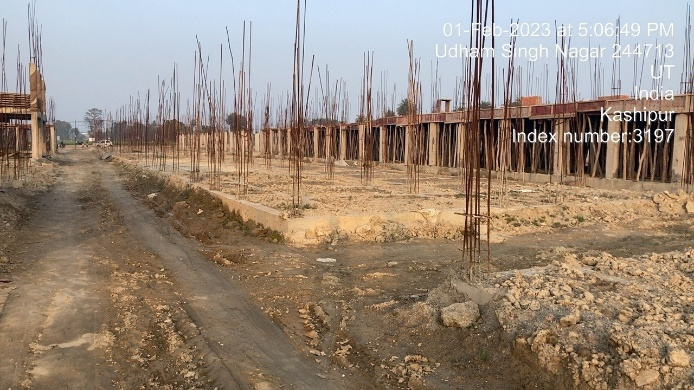 01-Feb-2023 at 5:06:49 PM
Udham Singh Nagar 244713
UT
India
Kashipur
Index number:3197